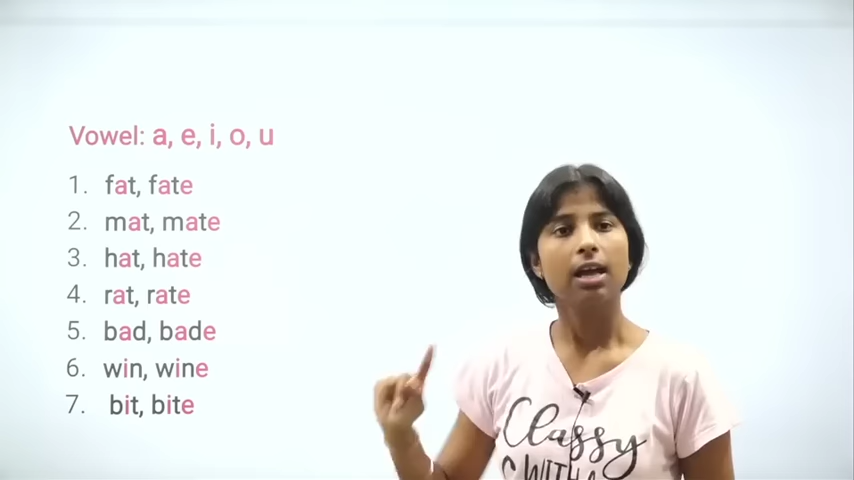 Vowel: a, e, i, o, u
1. fat, fate
2. mat, mate
3. hat, hate
4. rat, rate
5. bad, bade
6. win, wine
7. bit, bite
Classy
WITH A